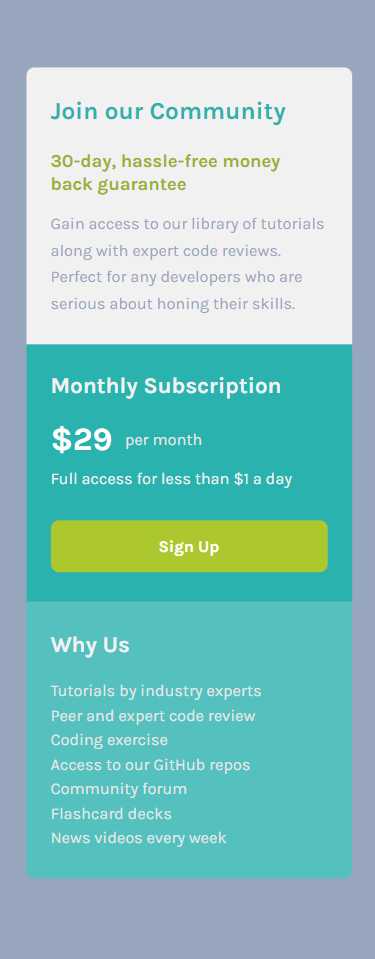 Join our Community
30-day, hassle-free money
back guarantee
Gain access to our library of tutorials
along with expert code reviews.
Perfect for any developers who are
serious about honing their skills.
Monthly Subscription
$29 per month
Full access for less than $1 a day
Sign Up
Why Us
Tutorials by industry experts
Peer and expert code review
Coding exercise
Access to our GitHub repos
Community forum
Flashcard decks
News videos every week